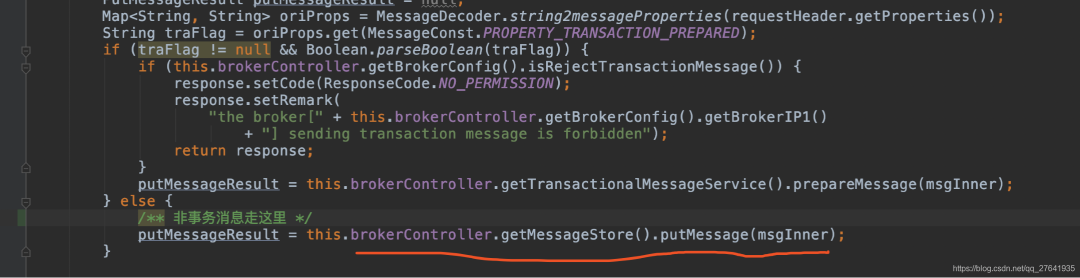 PutMessageResult putMessageResult = null;
Map<String, String> oriProps = MessageDecoder.string2messageProperties(requestHeader.getProperties());
String traFlag = oriProps.get(MessageConst.PROPERTY_TRANSACTION_PREPARED);
if (traFlag != null && Boolean.parseBoolean(traFlag)) {
if (this.brokerController.getBrokerConfig().isRejectTransactionMessage()) {
response.setCode(ResponseCode.NO_PERMISSION);
response.setRemark(
"the broker[" + this.brokerController.getBrokerConfig().getBrokerIP1()
+ "] sending transaction message is forbidden");
return response;
}
putMessageResult = this.brokerController.getTransactionalMessageService().prepareMessage(msgInner);
} else {
/** 非事务消息走这里 */
putMessageResult = this.brokerController.getMessageStore().putMessage(msgInner);
}
https://blog.csdn.net/qq_27641935